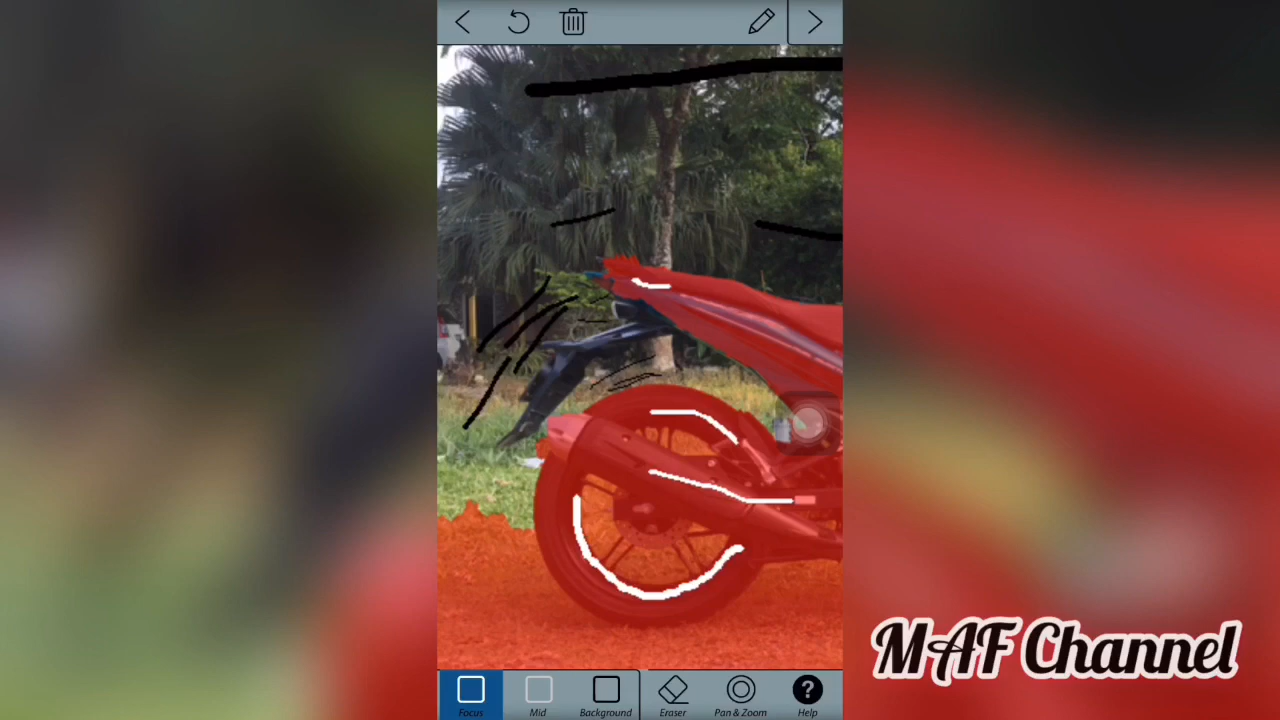 Focus
Mid
Background
Eraser
Pan & Zoom
?
Help
MAF Channel